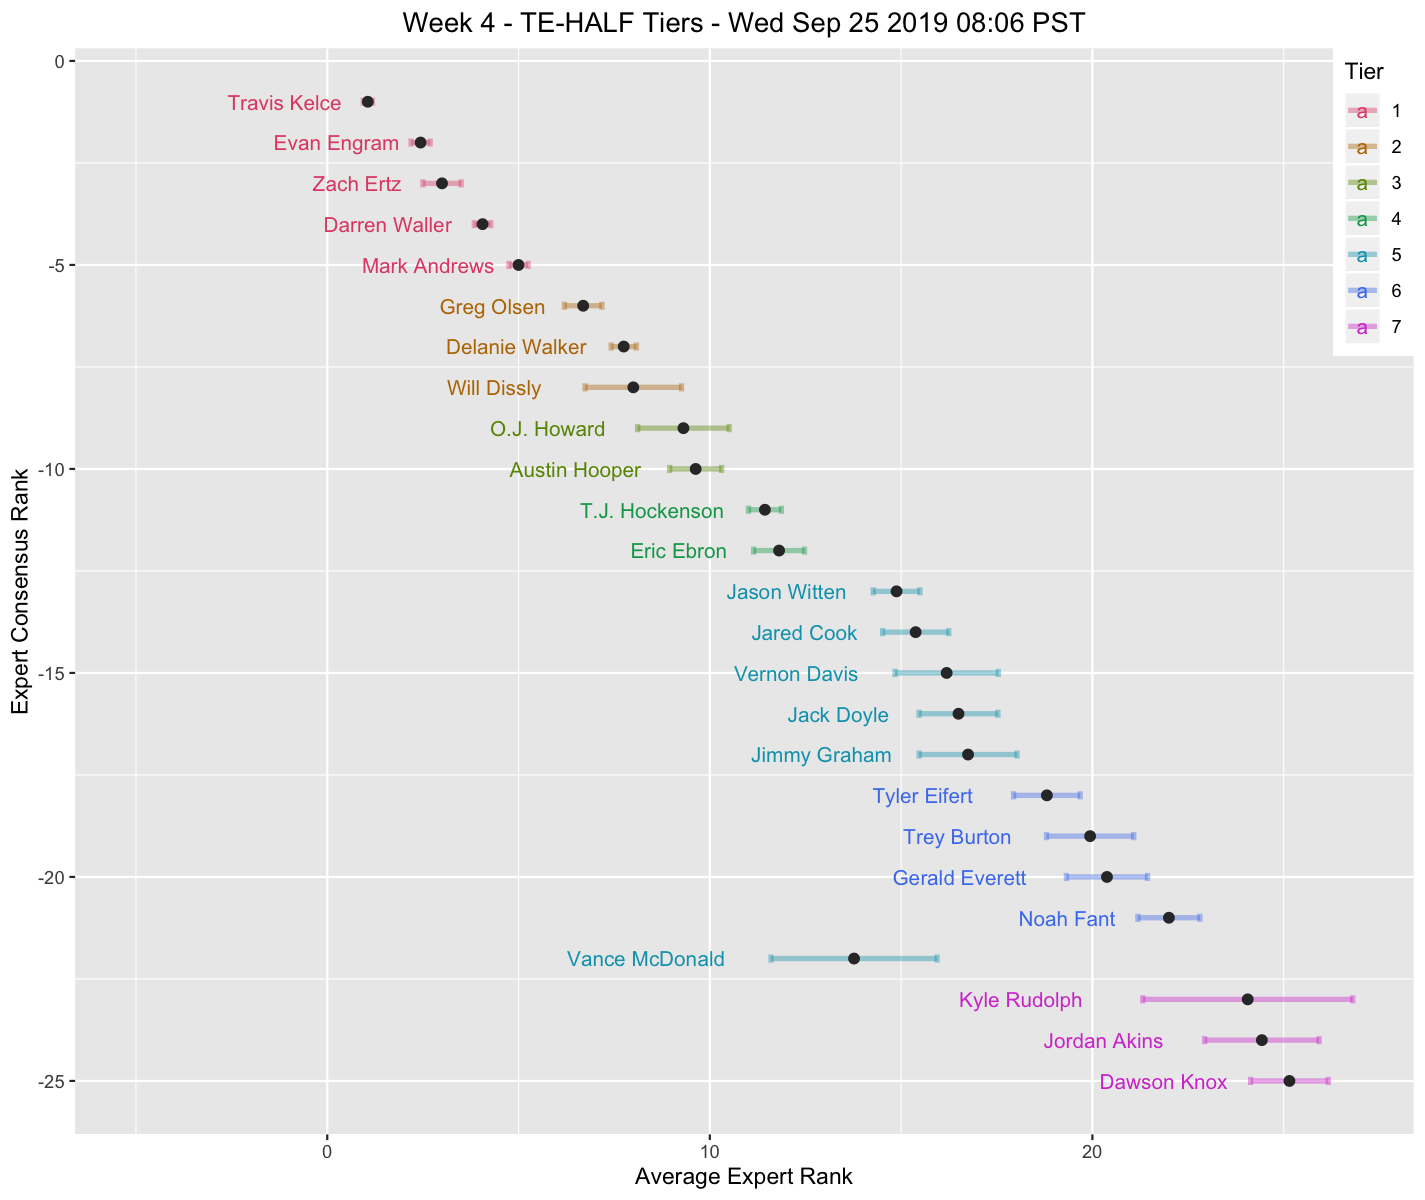 Week 4 - TE-HALF Tiers - Wed Sep 25 2019 08:06 PST
Expert Consensus Rank
0
-5
-10
-15
-20
-25
Travis Kelce
Evan Engram
Zach Ertz
Darren Waller
Mark Andrews
Greg Olsen
Delanie Walker
Will Dissly
O.J. Howard
Austin Hooper
T.J. Hockenson
Eric Ebron
Jason Witten
Jared Cook
Vernon Davis
Jack Doyle
Jimmy Graham
Tyler Eifert
Trey Burton
Gerald Everett
Noah Fant
Vance McDonald
Kyle Rudolph
Jordan Akins
Dawson Knox
Tier
a 1
a 2
a 3
a 4
a 5
a 6
a 7
0 10 20
Average Expert Rank